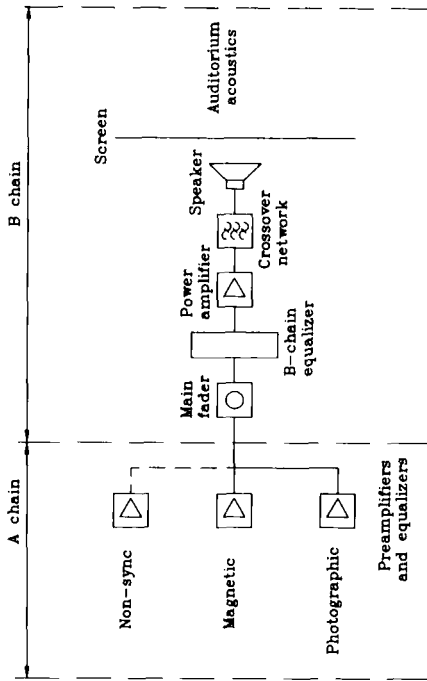 A chain
B chain
Non-sync
Magnetic
Photographic
Preamplifiers
and equalizers
Main
fader
B-chain
equalizer
Power
amplifier
Crossover
network
Speaker
Screen
Auditorium
acoustics